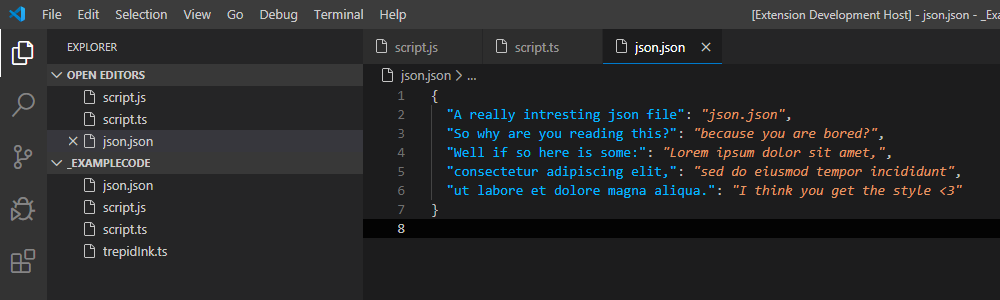 File Edit Selection View Go Debug Terminal Help [Extension Development Host] - json.json - _Exa
EXPLORER
OPEN EDITORS
script.js
script.ts
json.json
_EXAMPLECODE
json.json
script.js
script.ts
trepidInk.ts
script.js script.ts json.json
json.json > ...
1 {
2 "A really intresting json file": "json.json",
3 "So why are you reading this?": "because you are bored?",
4 "Well if so here is some:": "Lorem ipsum dolor sit amet,",
5 "consectetur adipiscing elit,": "sed do eiusmod tempor incididunt",
6 "ut labore et dolore magna aliqua.": "I think you get the style <3"
7 }
8